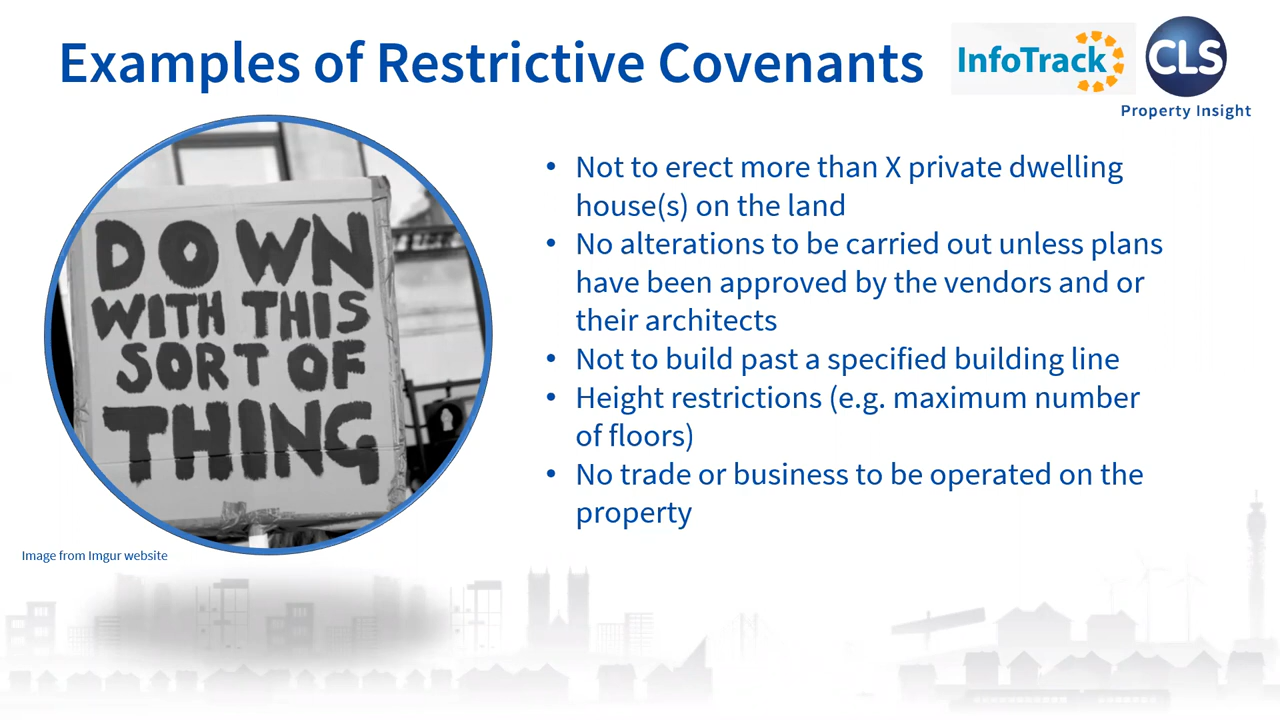 Examples of Restrictive Covenants
InfoTrack
CLS
Property Insight
DOWN
WITH THIS
SORT OF
THING
Image from Imgur website
• Not to erect more than X private dwelling
house(s) on the land
• No alterations to be carried out unless plans
have been approved by the vendors and or
their architects
• Not to build past a specified building line
• Height restrictions (e.g. maximum number
of floors)
• No trade or business to be operated on the
property